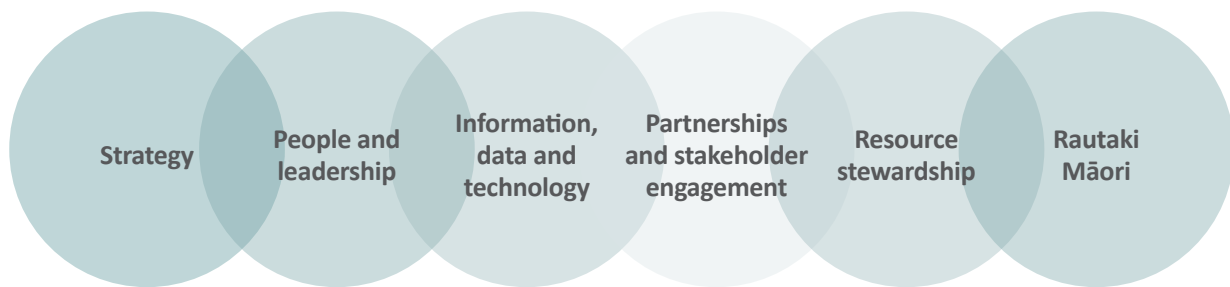 Strategy
People and
leadership
Information,
data and
technology
Partnerships
and stakeholder
engagement
Resource
stewardship
Rautaki
Māori